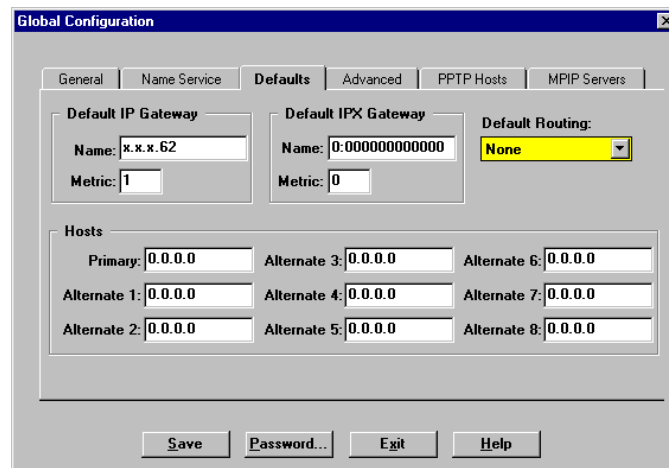 Global Configuration
General Name Service Defaults Advanced PPTP Hosts MPIP Servers
Default IP Gateway Default IPX Gateway Default Routing:
Name: x.x.x.62 Name: 0:000000000000 None
Metric: 1 Metric: 0
Hosts
Primary: 0.0.0.0 Alternate 3: 0.0.0.0 Alternate 6: 0.0.0.0
Alternate 1: 0.0.0.0 Alternate 4: 0.0.0.0 Alternate 7: 0.0.0.0
Alternate 2: 0.0.0.0 Alternate 5: 0.0.0.0 Alternate 8: 0.0.0.0
Save Password... Exit Help